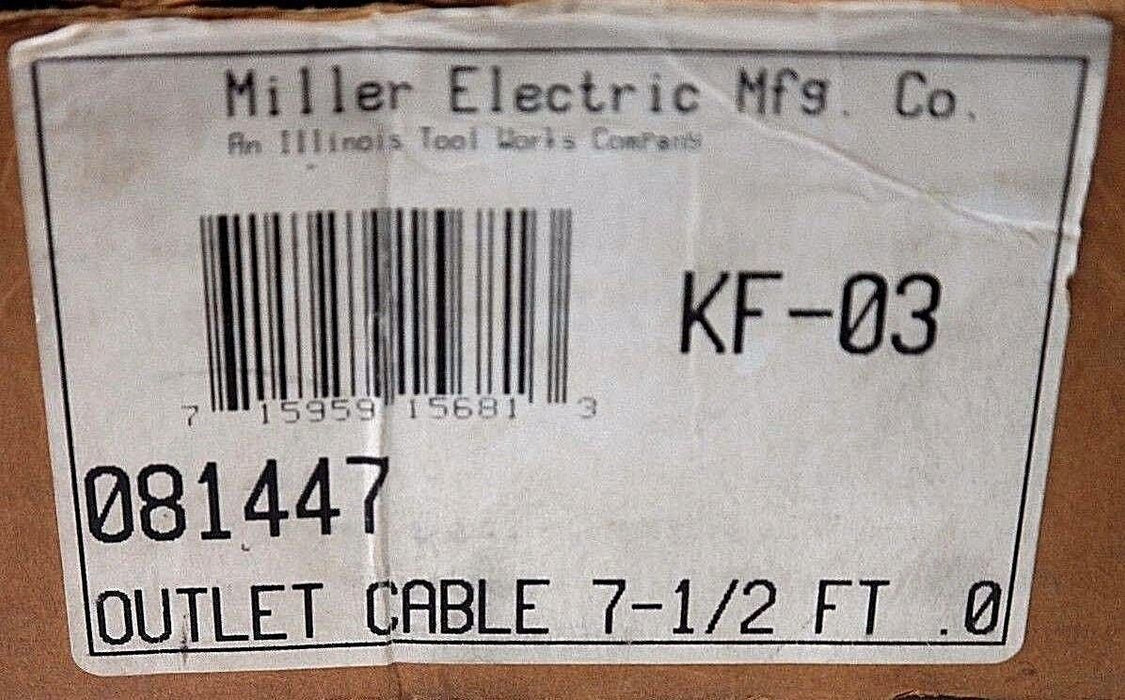 Miller Electric Mfg. Co.
An Illinois Tool Works Company
KF-03
7 15959 15681 3
081447
OUTLET CABLE 7-1/2 FT .0